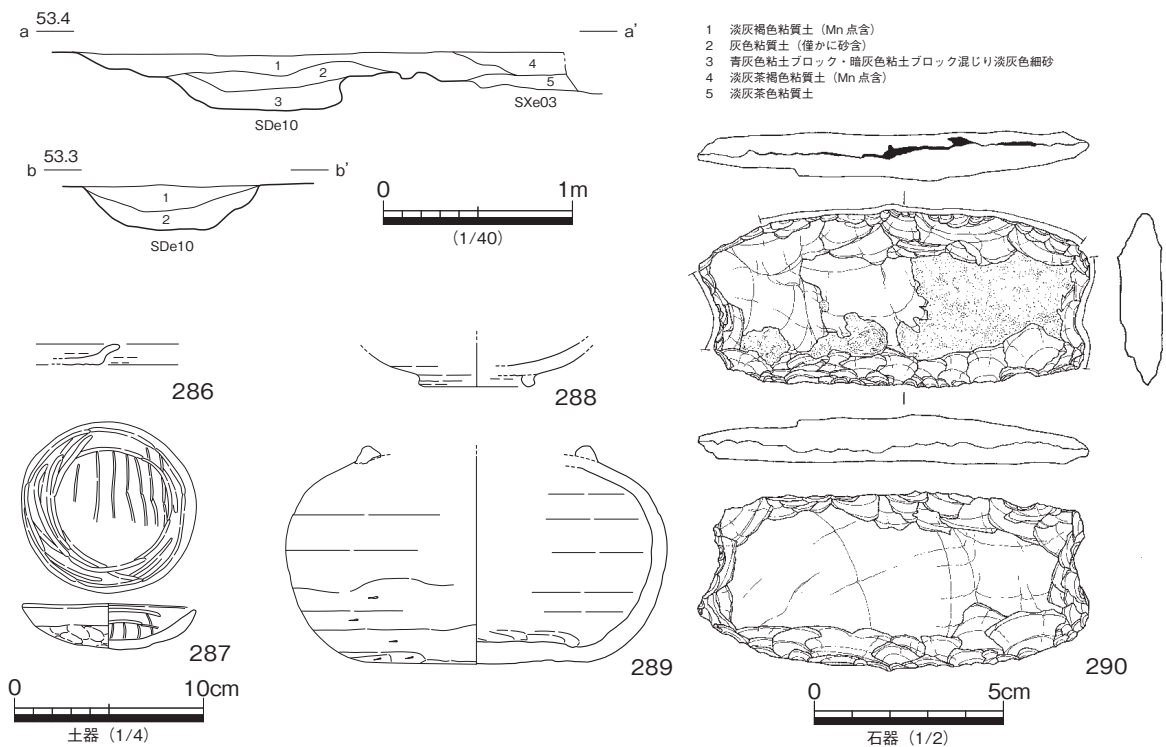 53.4
a a’
1
2
3
4
5
SDe10
SXe03
53.3
b b’
1
2
SDe10
0 1m
(1/40)
1 淡灰褐色粘質土（Mn 点含）
2 灰色粘質土（僅かに砂含）
3 青灰色粘土ブロック・暗灰色粘土ブロック混じり淡灰色細砂
4 淡灰茶褐色粘質土（Mn 点含）
5 淡灰茶色粘質土
286
288
287
289
290
0 10cm
土器（1/4）
0 5cm
石器（1/2）